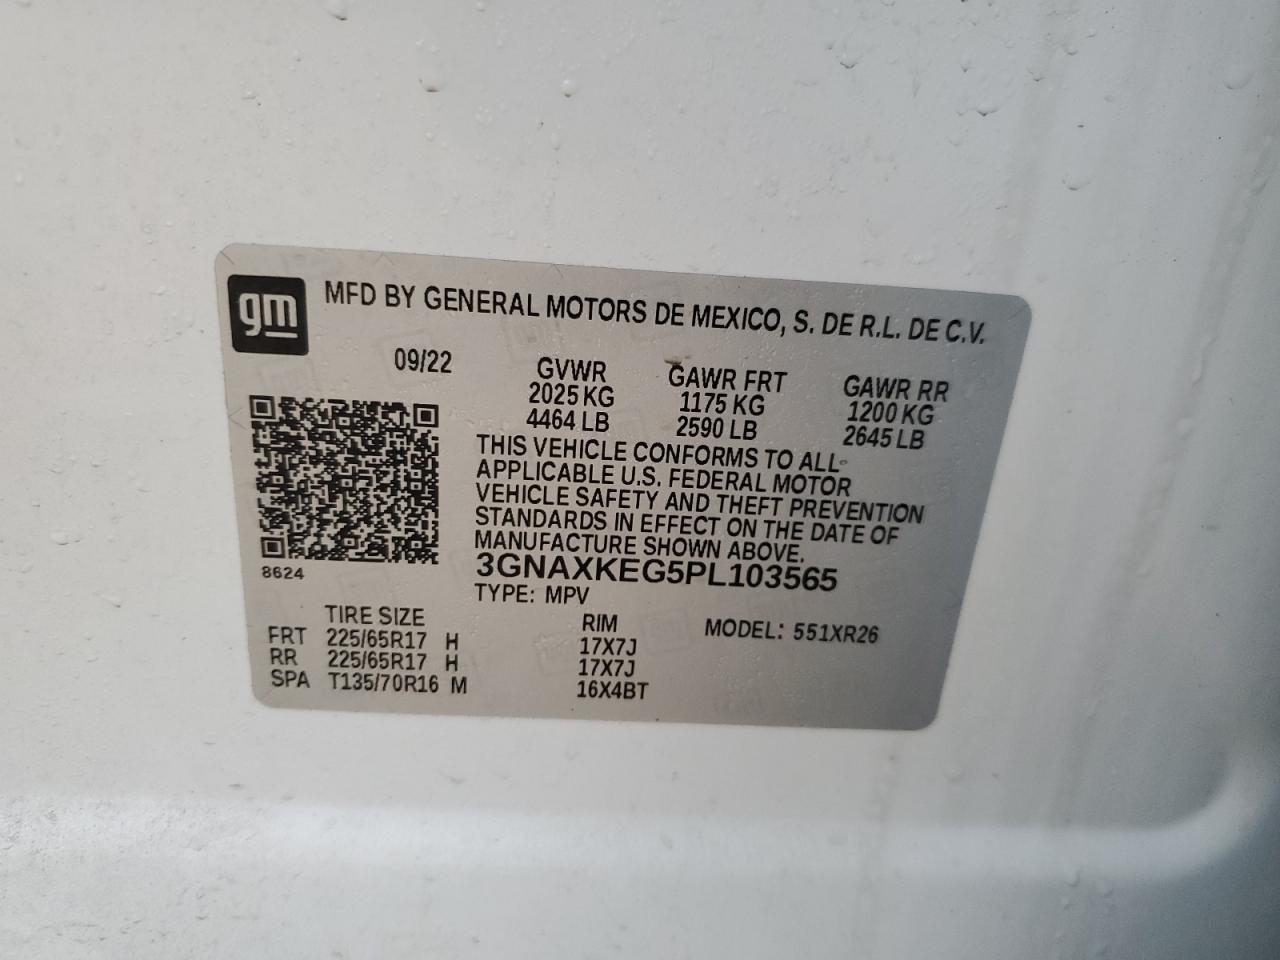 gm
MFD BY GENERAL MOTORS DE MEXICO, S. DE R.L. DE C.V.
09/22 GVWR GAWR FRT GAWR RR
2025 KG 1175 KG 1200 KG
4464 LB 2590 LB 2645 LB
THIS VEHICLE CONFORMS TO ALL
APPLICABLE U.S. FEDERAL MOTOR
VEHICLE SAFETY AND THEFT PREVENTION
STANDARDS IN EFFECT ON THE DATE OF
MANUFACTURE SHOWN ABOVE.
3GNAXKEG5PL103565
8624
TYPE: MPV
TIRE SIZE RIM MODEL: 551XR26
FRT 225/65R17 H 17X7J
RR 225/65R17 H 17X7J
SPA T135/70R16 M 16X4BT